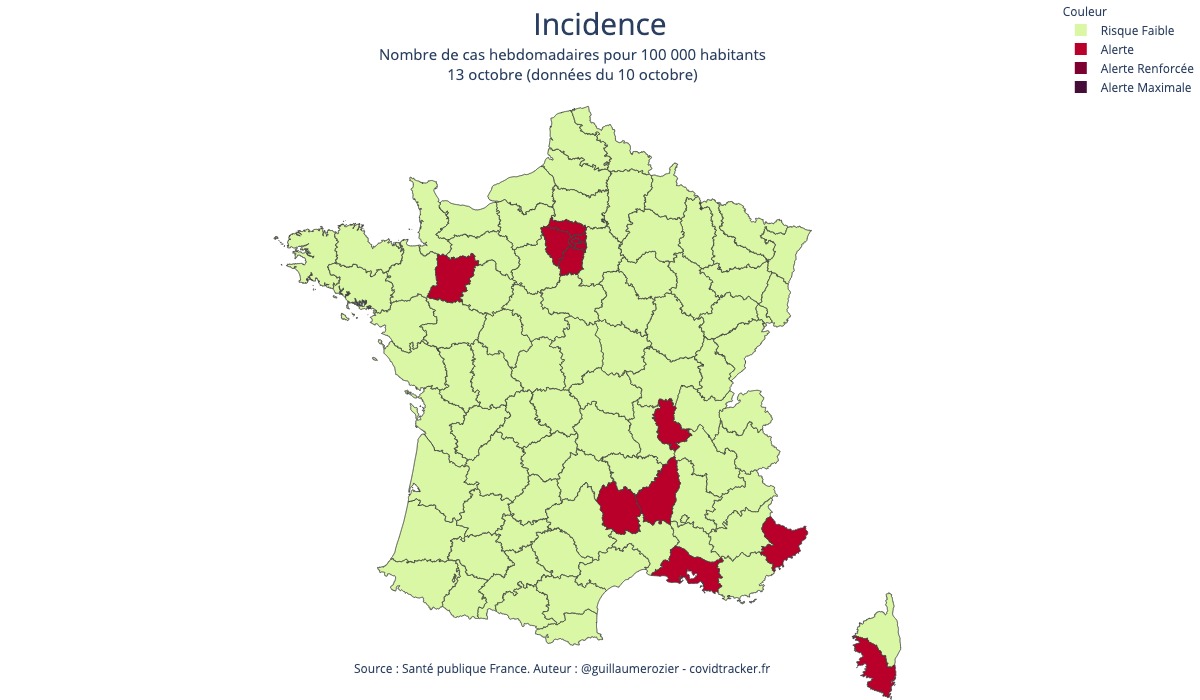 Incidence
Nombre de cas hebdomadaires pour 100 000 habitants
13 octobre (données du 10 octobre)
Couleur
Risque Faible
Alerte
Alerte Renforcée
Alerte Maximale
Source : Santé publique France. Auteur : @guillaumerozier - covidtracker.fr